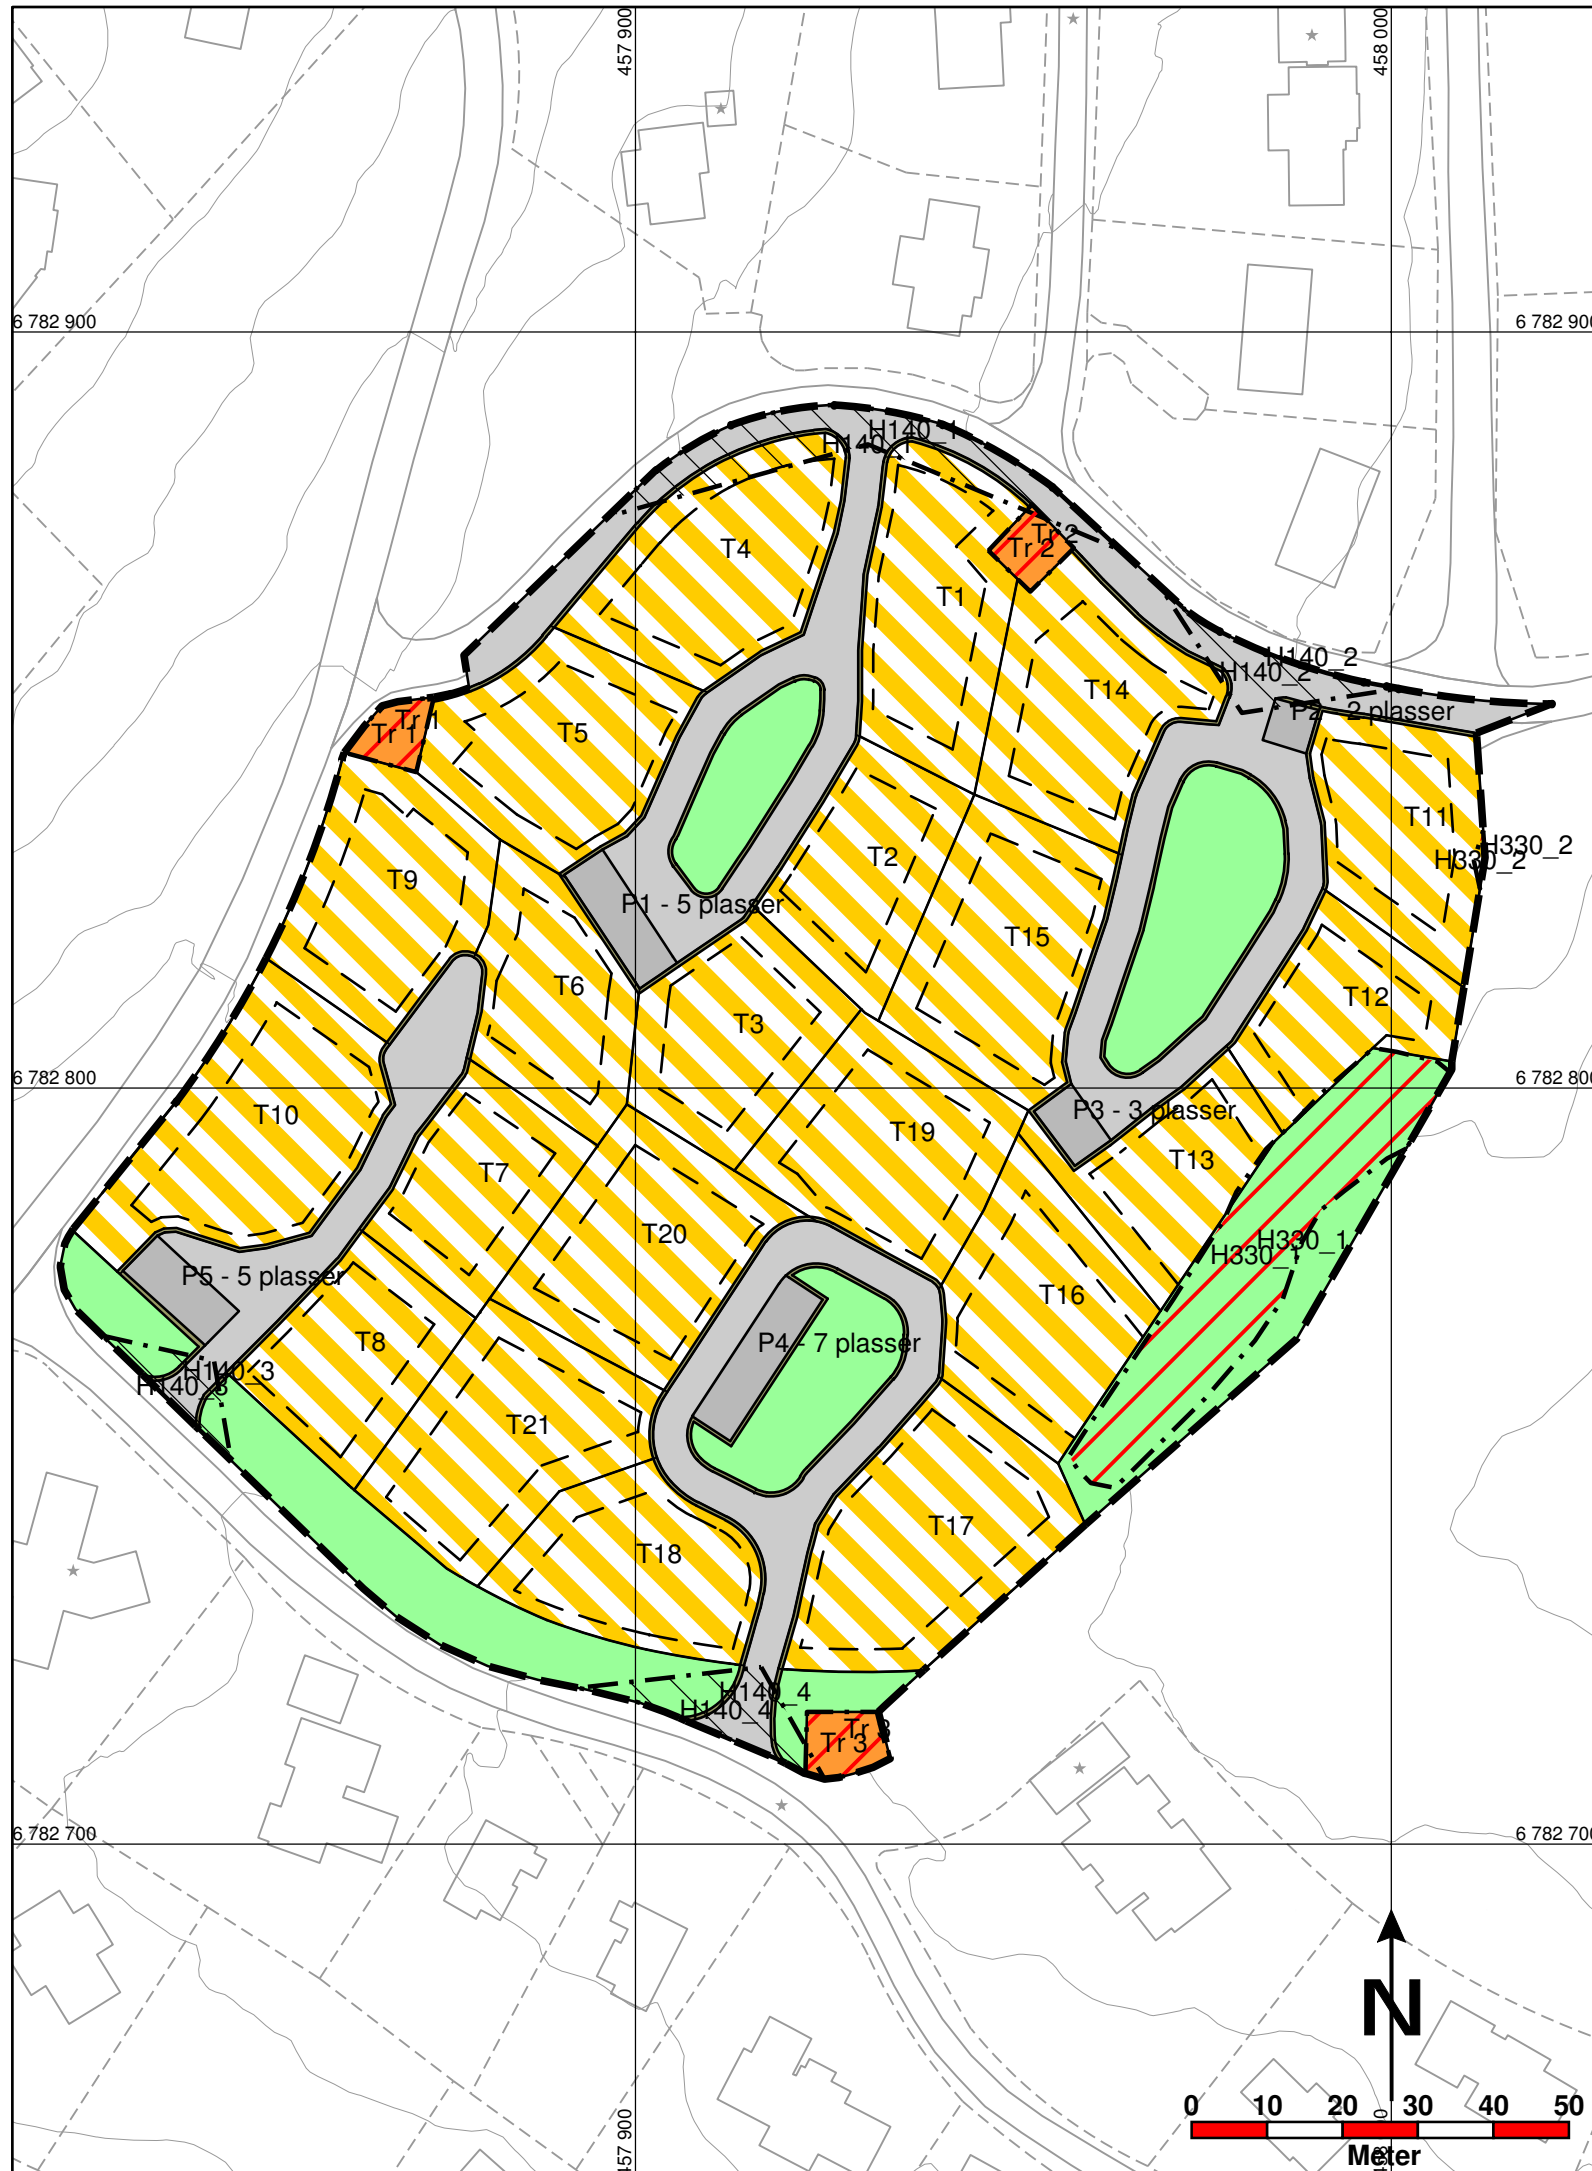 457 900
458 000
6 782 900
6 782 900
H140_1
H140_1
T4
Tr 2
Tr 2
T1
H140_2
H140_2
T14
P2 - 2 plasser
Tr 1
Tr 1
T5
T11
H330_2
H330_2
T2
T9
P1 - 5 plasser
T15
T6
T12
T3
6 782 800
6 782 800
T10
P3 - 3 plasser
T19
T13
T7
T20
H330_1
H330_1
P5 - 5 plasser
T16
T8
P4 - 7 plasser
H140_3
H140_3
T21
T17
T18
H140_4
H140_4
Tr 3
Tr 3
6 782 700
6 782 700
N
0 10 20 30 40 50
Meter
457 900